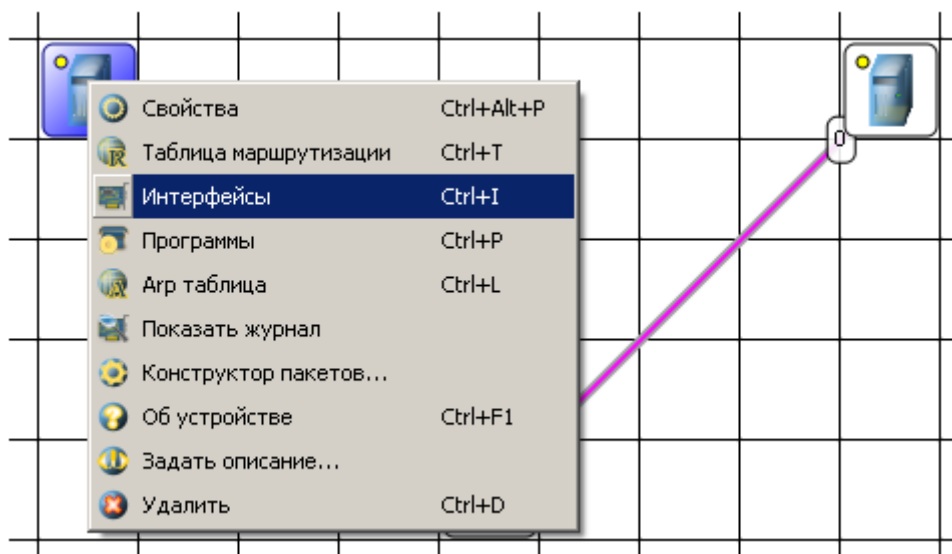 0
Свойства Ctrl+Alt+P
Таблица маршрутизации Ctrl+T
Интерфейсы Ctrl+I
Программы Ctrl+P
Arp таблица Ctrl+L
Показать журнал
Конструктор пакетов...
Об устройстве Ctrl+F1
Задать описание...
Удалить Ctrl+D